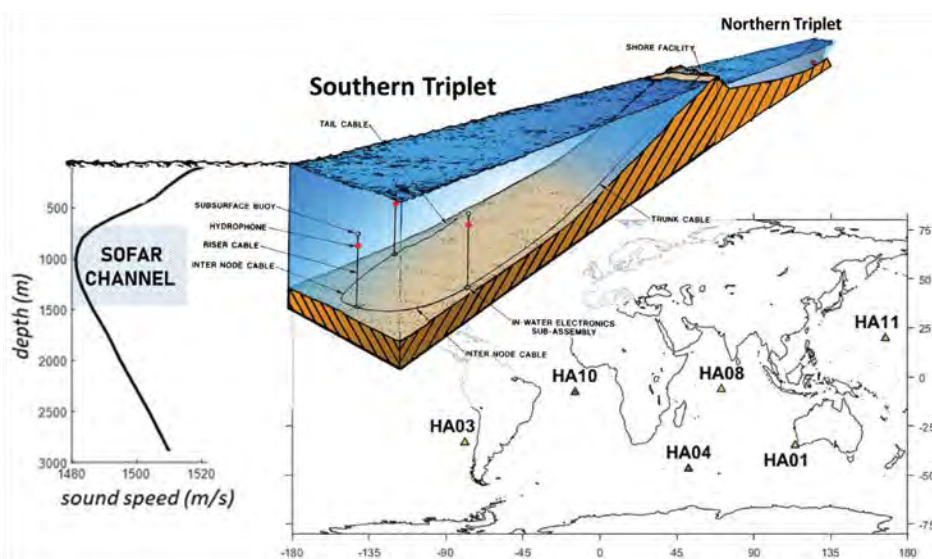 Northern Triplet
SHORE FACILITY
Southern Triplet
TAIL CABLE
500
SUBSURFACE BUOY
HYDROPHONE
RISER CABLE
TRUNK CABLE
75
SOFAR
CHANNEL
1000
INTER NODE CABLE
50
1500
IN-WATER ELECTRONICS
SUB-ASSEMBLY
HA11
25
depth (m)
2000
INTER NODE CABLE
HA10
HA08
0
2500
HA03
-25
HA04
HA01
3000
-50
1480
1500
1520
sound speed (m/s)
-75
-180
-135
-90
-45
0
45
90
135
180